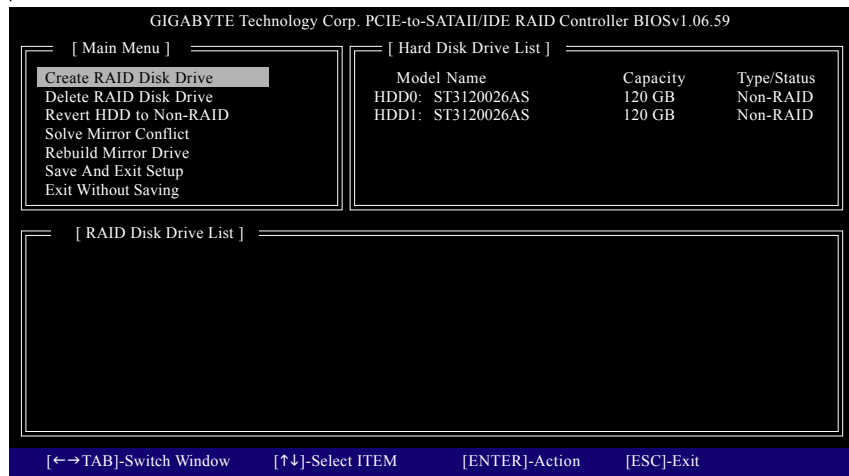 GIGABYTE Technology Corp. PCIE-to-SATAII/IDE RAID Controller BIOSv1.06.59
[ Main Menu ]
Create RAID Disk Drive
Delete RAID Disk Drive
Revert HDD to Non-RAID
Solve Mirror Conflict
Rebuild Mirror Drive
Save And Exit Setup
Exit Without Saving
[ Hard Disk Drive List ]
Model Name Capacity Type/Status
HDD0: ST3120026AS 120 GB Non-RAID
HDD1: ST3120026AS 120 GB Non-RAID
[ RAID Disk Drive List ]
[←→TAB]-Switch Window [↑↓]-Select ITEM [ENTER]-Action [ESC]-Exit